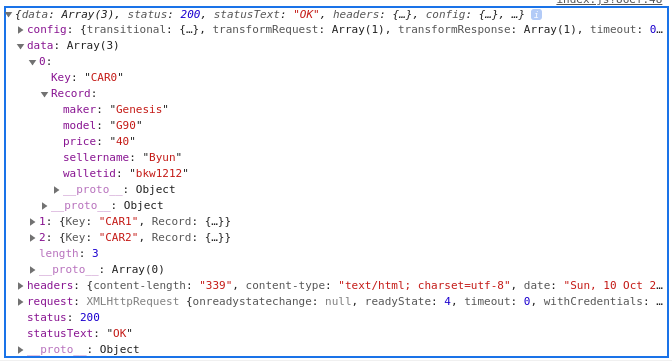 {data: Array(3), status: 200, statusText: "OK", headers: {…}, config: {…}, …} i
config: {transitional: {…}, transformRequest: Array(1), transformResponse: Array(1), timeout: 0…
data: Array(3)
0:
Key: "CAR0"
Record:
maker: "Genesis"
model: "G90"
price: "40"
sellername: "Byun"
walletid: "bkw1212"
__proto__: Object
__proto__: Object
1: {Key: "CAR1", Record: {…}}
2: {Key: "CAR2", Record: {…}}
length: 3
__proto__: Array(0)
headers: {content-length: "339", content-type: "text/html; charset=utf-8", date: "Sun, 10 Oct 2…
request: XMLHttpRequest {onreadystatechange: null, readyState: 4, timeout: 0, withCredentials: …
status: 200
statusText: "OK"
__proto__: Object